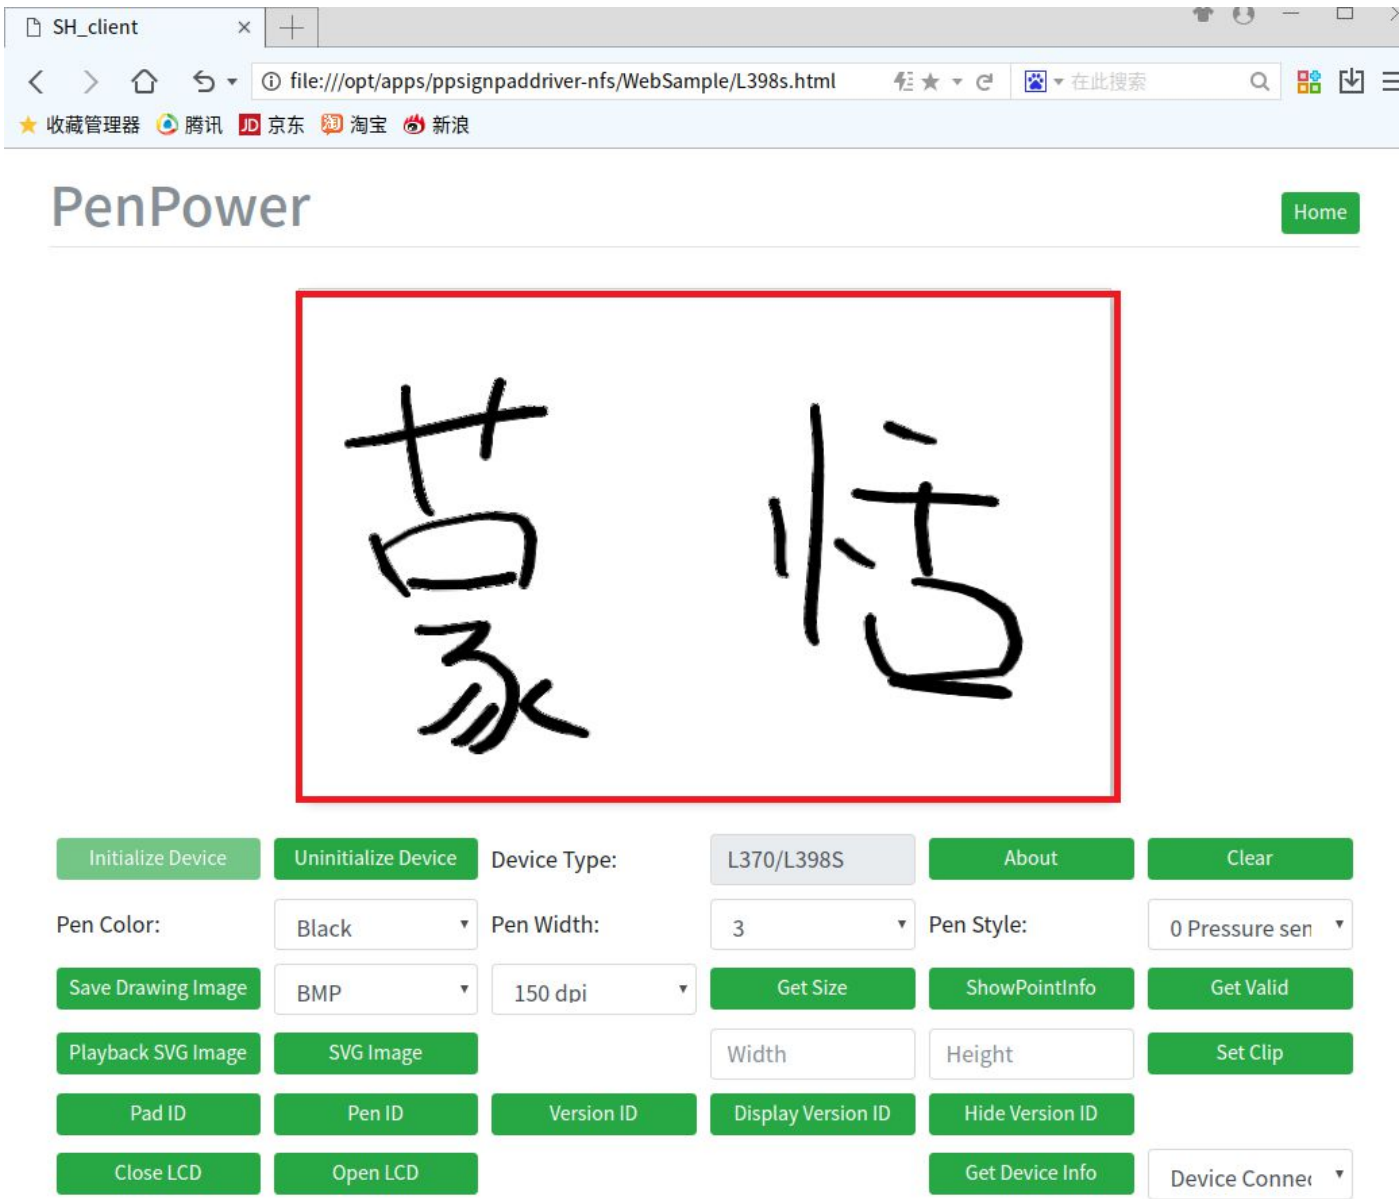 SH_client
file:///opt/apps/ppsignpaddriver-nfs/WebSample/L398s.html 在此搜索
收藏管理器 腾讯 JD 京东 淘 淘宝 新浪
PenPower
Home
蒙 恬
Initialize Device Uninitialize Device Device Type: L370/L398S About Clear
Pen Color: Black Pen Width: 3 Pen Style: 0 Pressure sen
Save Drawing Image BMP 150 dpi Get Size ShowPointInfo Get Valid
Playback SVG Image SVG Image Width Height Set Clip
Pad ID Pen ID Version ID Display Version ID Hide Version ID
Close LCD Open LCD Get Device Info Device Connec